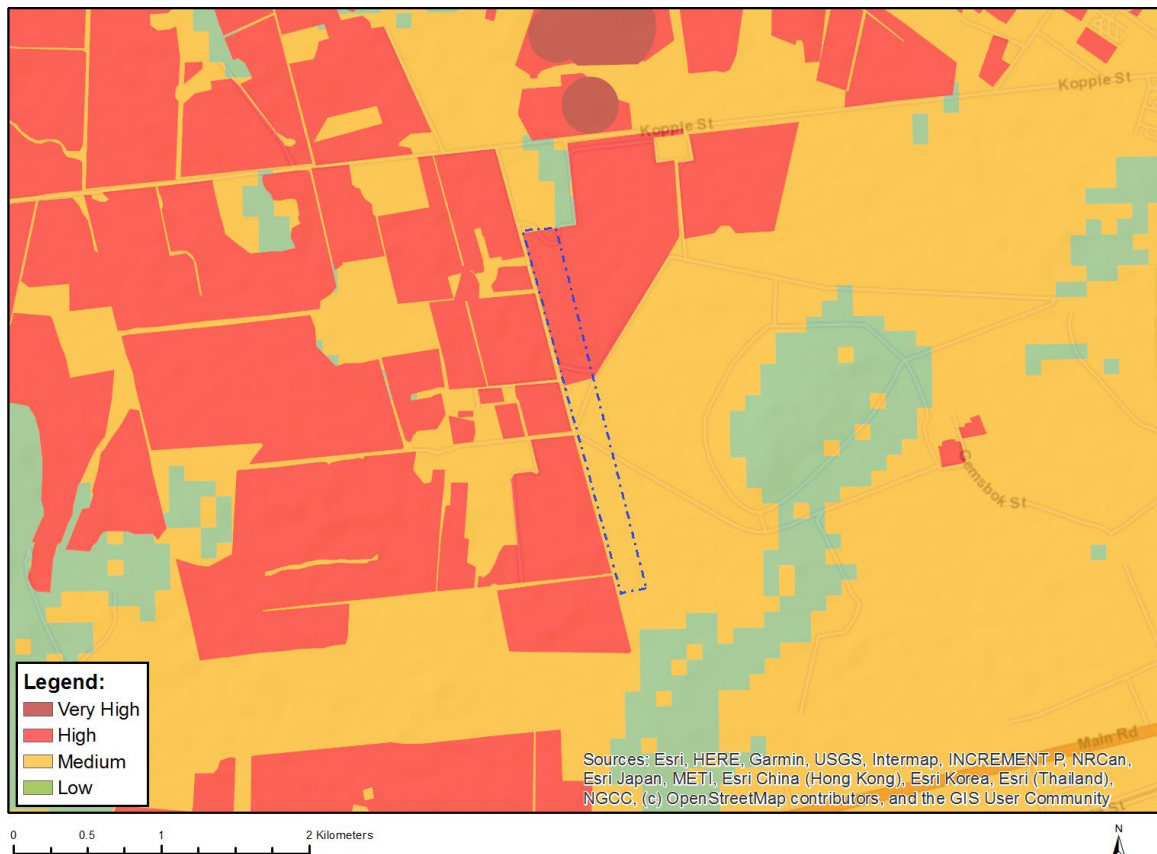 Kopple St
Kopple St
Gemsbok St
Main Rd
Legend:
Very High
High
Medium
Low
Sources: Esri, HERE, Garmin, USGS, Intermap, INCREMENT P, NRCan,
Esri Japan, METI, Esri China (Hong Kong), Esri Korea, Esri (Thailand),
NGCC, (c) OpenStreetMap contributors, and the GIS User Community
0 0.5 1 2 Kilometers
N